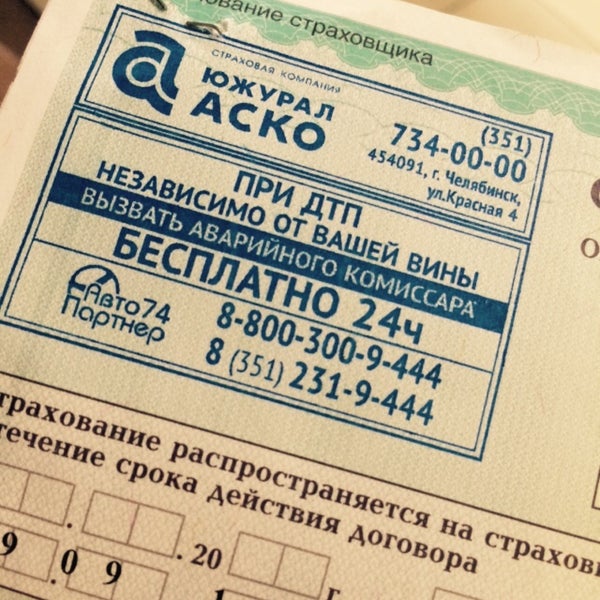 ование страховщика
СТРАХОВАЯ КОМПАНИЯ
ЮЖУРАЛ
АСКО
(351)
734-00-00
454091, г. Челябинск,
ул.Красная 4
ПРИ ДТП
НЕЗАВИСИМО ОТ ВАШЕЙ ВИНЫ
ВЫЗВАТЬ АВАРИЙНОГО КОМИССАРА
БЕСПЛАТНО 24ч
Авто74
Партнер
8-800-300-9-444
8 (351) 231-9-444
трахование распространяется на страхов
течение срока действия договора
. . 20 г
9 . 0 9